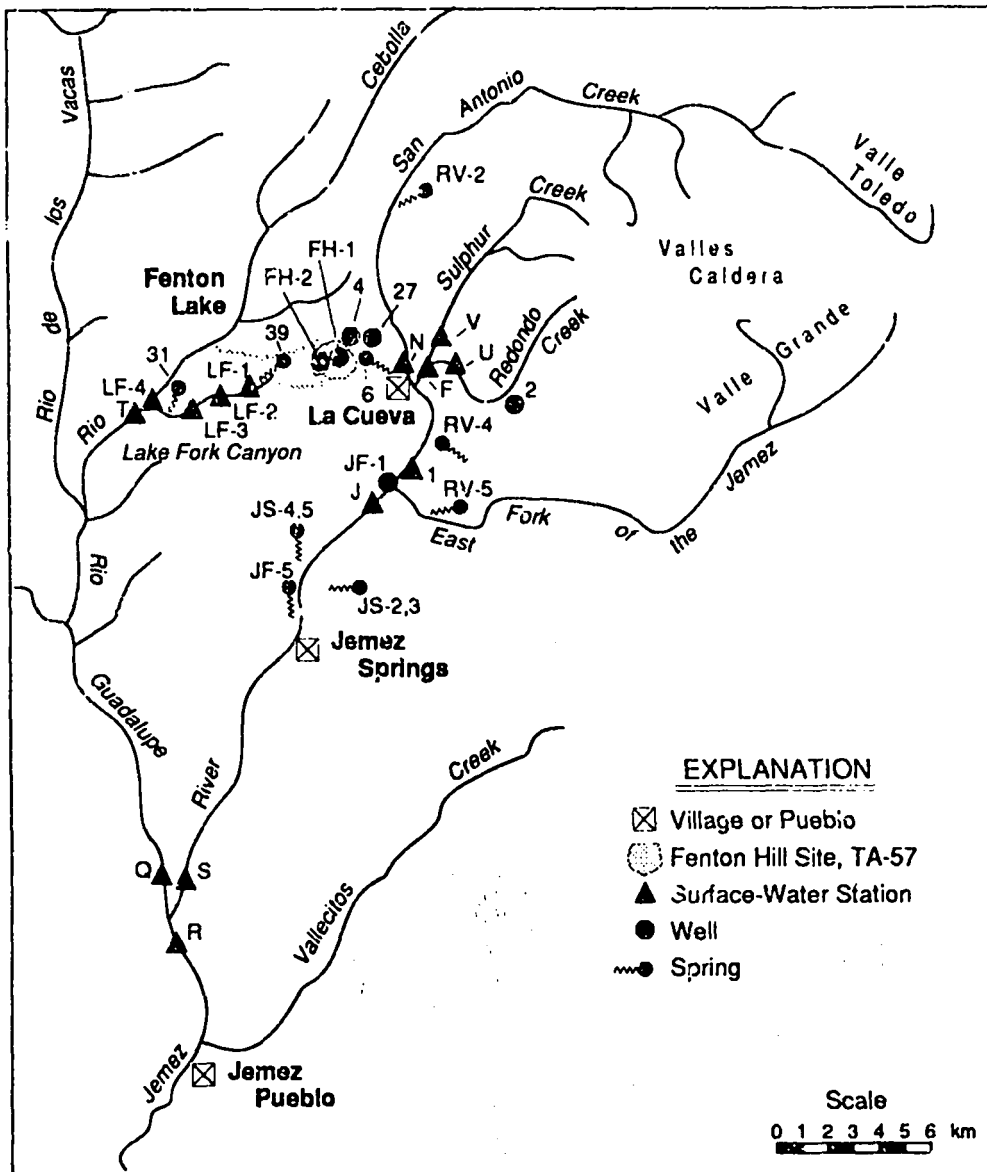 Vacas
los
de
Rio
Cebolla
San
Antonio
Creek
Valle
Toledo
RV-2
Creek
Sulphur
Valles
Caldera
FH-1
FH-2
4
27
Fenton
Lake
39
31
N
V
U
F
6
Redondo
Creek
2
Grande
Valle
LF-4
LF-1
T
LF-2
LF-3
Rio
La Cueva
RV-4
Lake Fork Canyon
JF-1
1
J
RV-5
Jemez
East
Fork
of
the
JS-4,5
Rio
JF-5
JS-2,3
Jemez
Springs
Guadalupe
River
Creek
Vallecitos
Q
S
R
Jemez
Jemez
Pueblo
EXPLANATION
Village or Pueblo
Fenton Hill Site, TA-57
Surface-Water Station
Well
Spring
Scale
0 1 2 3 4 5 6 km